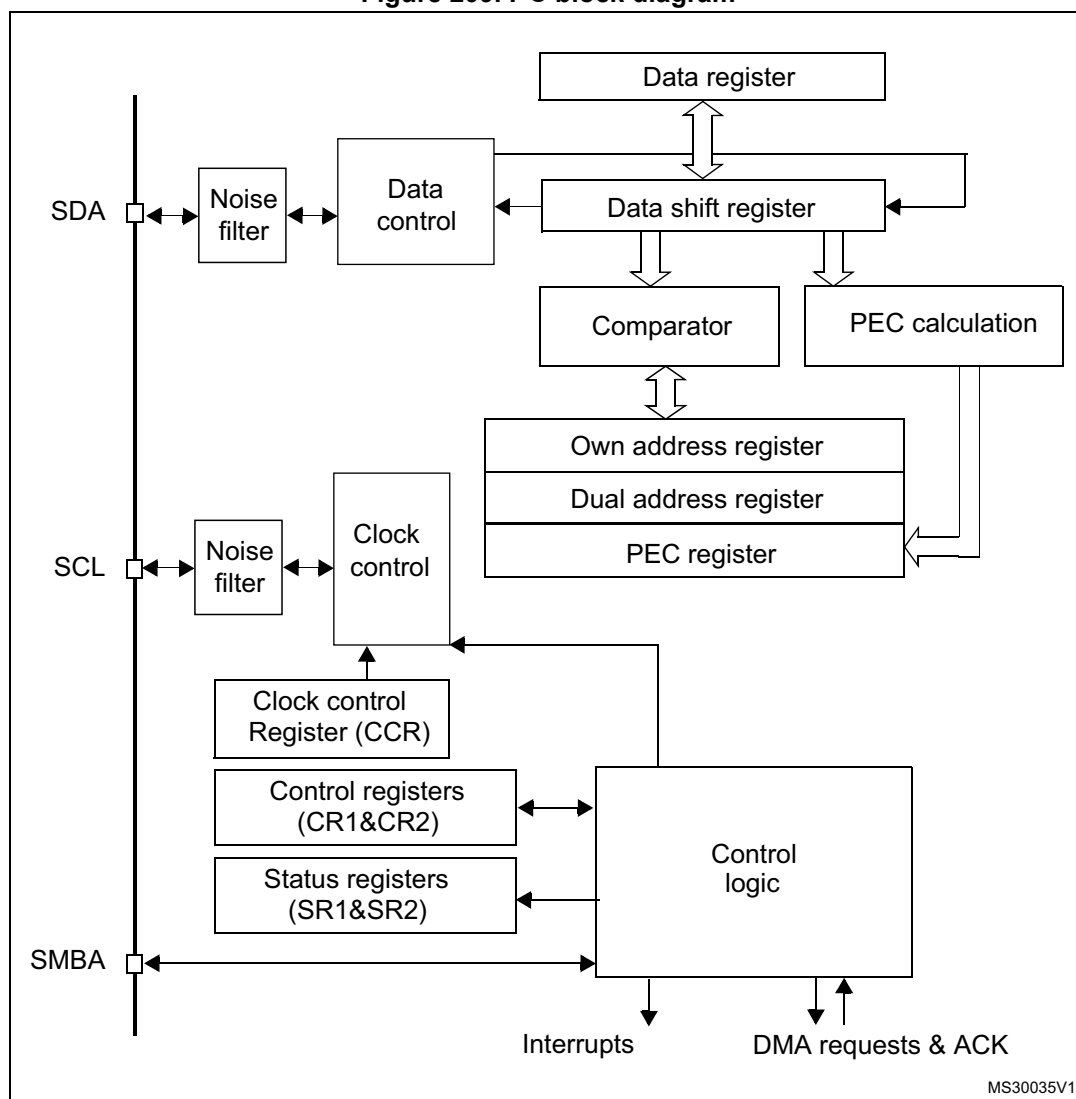 Data register
Data
control
Noise
filter
SDA
Data shift register
Comparator
PEC calculation
Own address register
Dual address register
PEC register
Clock
control
Noise
filter
SCL
Clock control
Register (CCR)
Control registers
(CR1&CR2)
Status registers
(SR1&SR2)
Control
logic
SMBA
Interrupts
DMA requests & ACK
MS30035V1